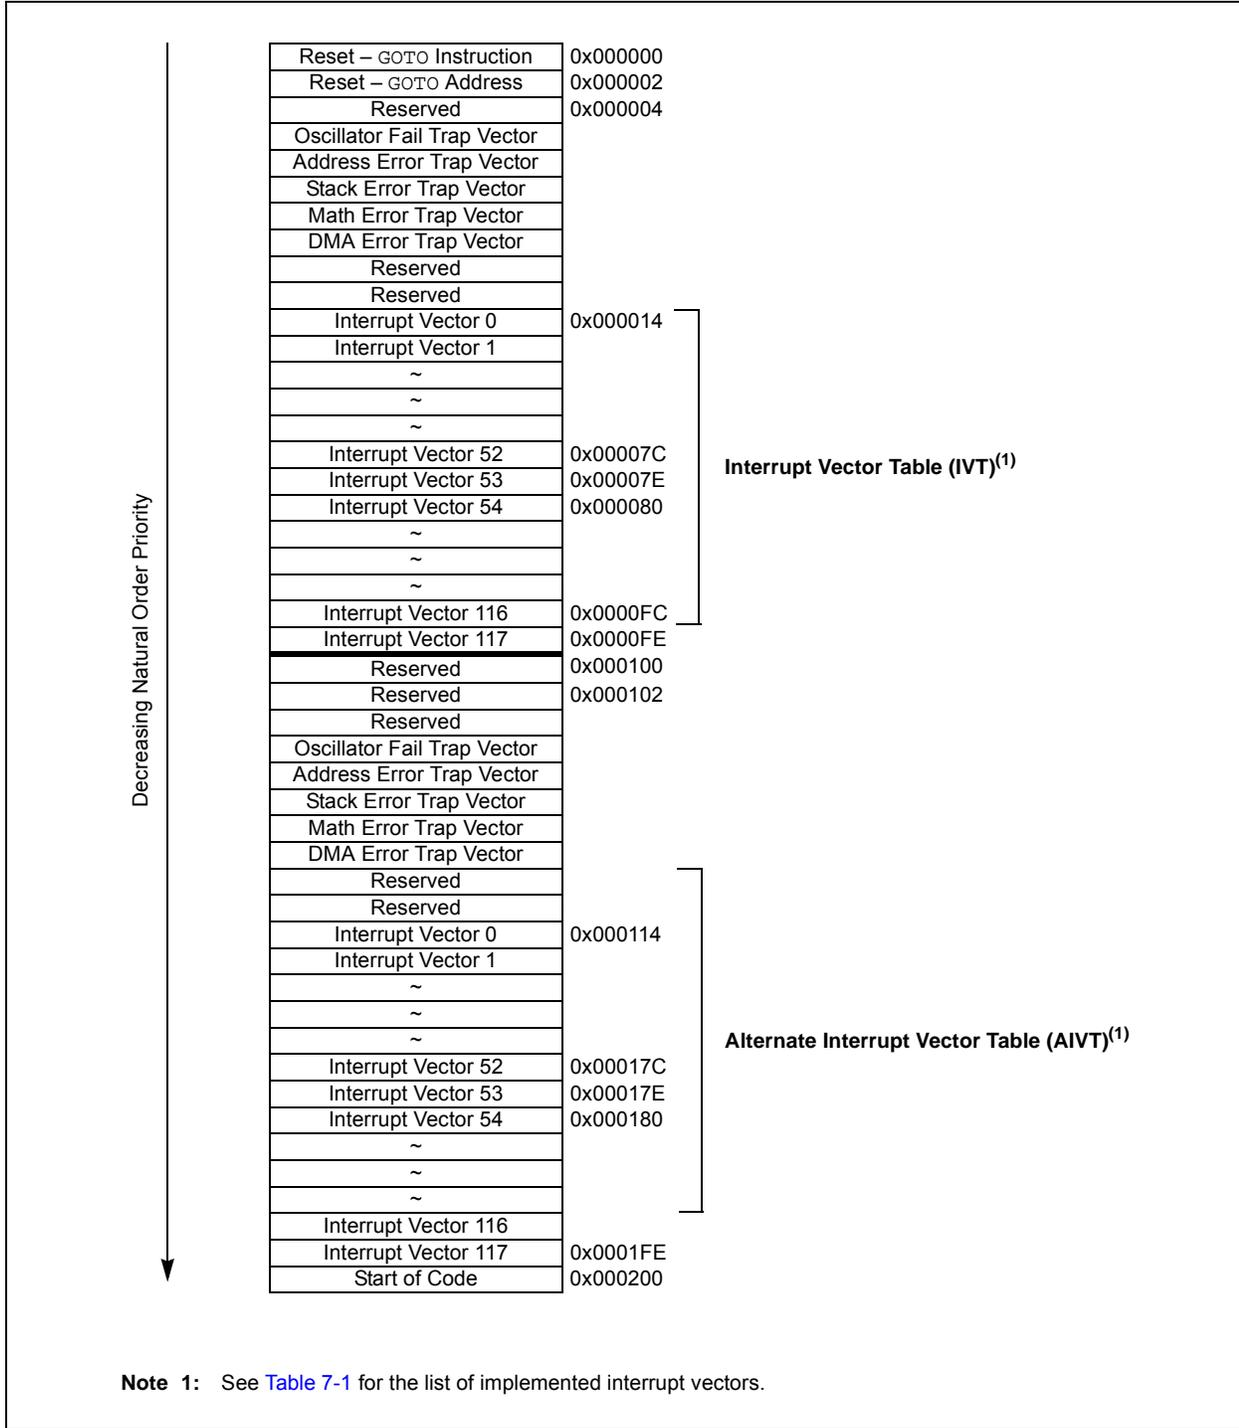 Reset – GOTO Instruction 0x000000
Reset – GOTO Address 0x000002
Reserved 0x000004
Oscillator Fail Trap Vector
Address Error Trap Vector
Stack Error Trap Vector
Math Error Trap Vector
DMA Error Trap Vector
Reserved
Reserved
Interrupt Vector 0 0x000014
Interrupt Vector 1
~
~
~
Interrupt Vector 52 0x00007C
Interrupt Vector 53 0x00007E
Interrupt Vector 54 0x000080
~
~
~
Interrupt Vector 116 0x0000FC
Interrupt Vector 117 0x0000FE
Interrupt Vector Table (IVT)(1)
Decreasing Natural Order Priority
Reserved 0x000100
Reserved 0x000102
Reserved
Oscillator Fail Trap Vector
Address Error Trap Vector
Stack Error Trap Vector
Math Error Trap Vector
DMA Error Trap Vector
Reserved
Reserved
Interrupt Vector 0 0x000114
Interrupt Vector 1
~
~
~
Interrupt Vector 52 0x00017C
Interrupt Vector 53 0x00017E
Interrupt Vector 54 0x000180
~
~
~
Interrupt Vector 116
Interrupt Vector 117 0x0001FE
Start of Code 0x000200
Alternate Interrupt Vector Table (AIVT)(1)
Note 1: See Table 7-1 for the list of implemented interrupt vectors.